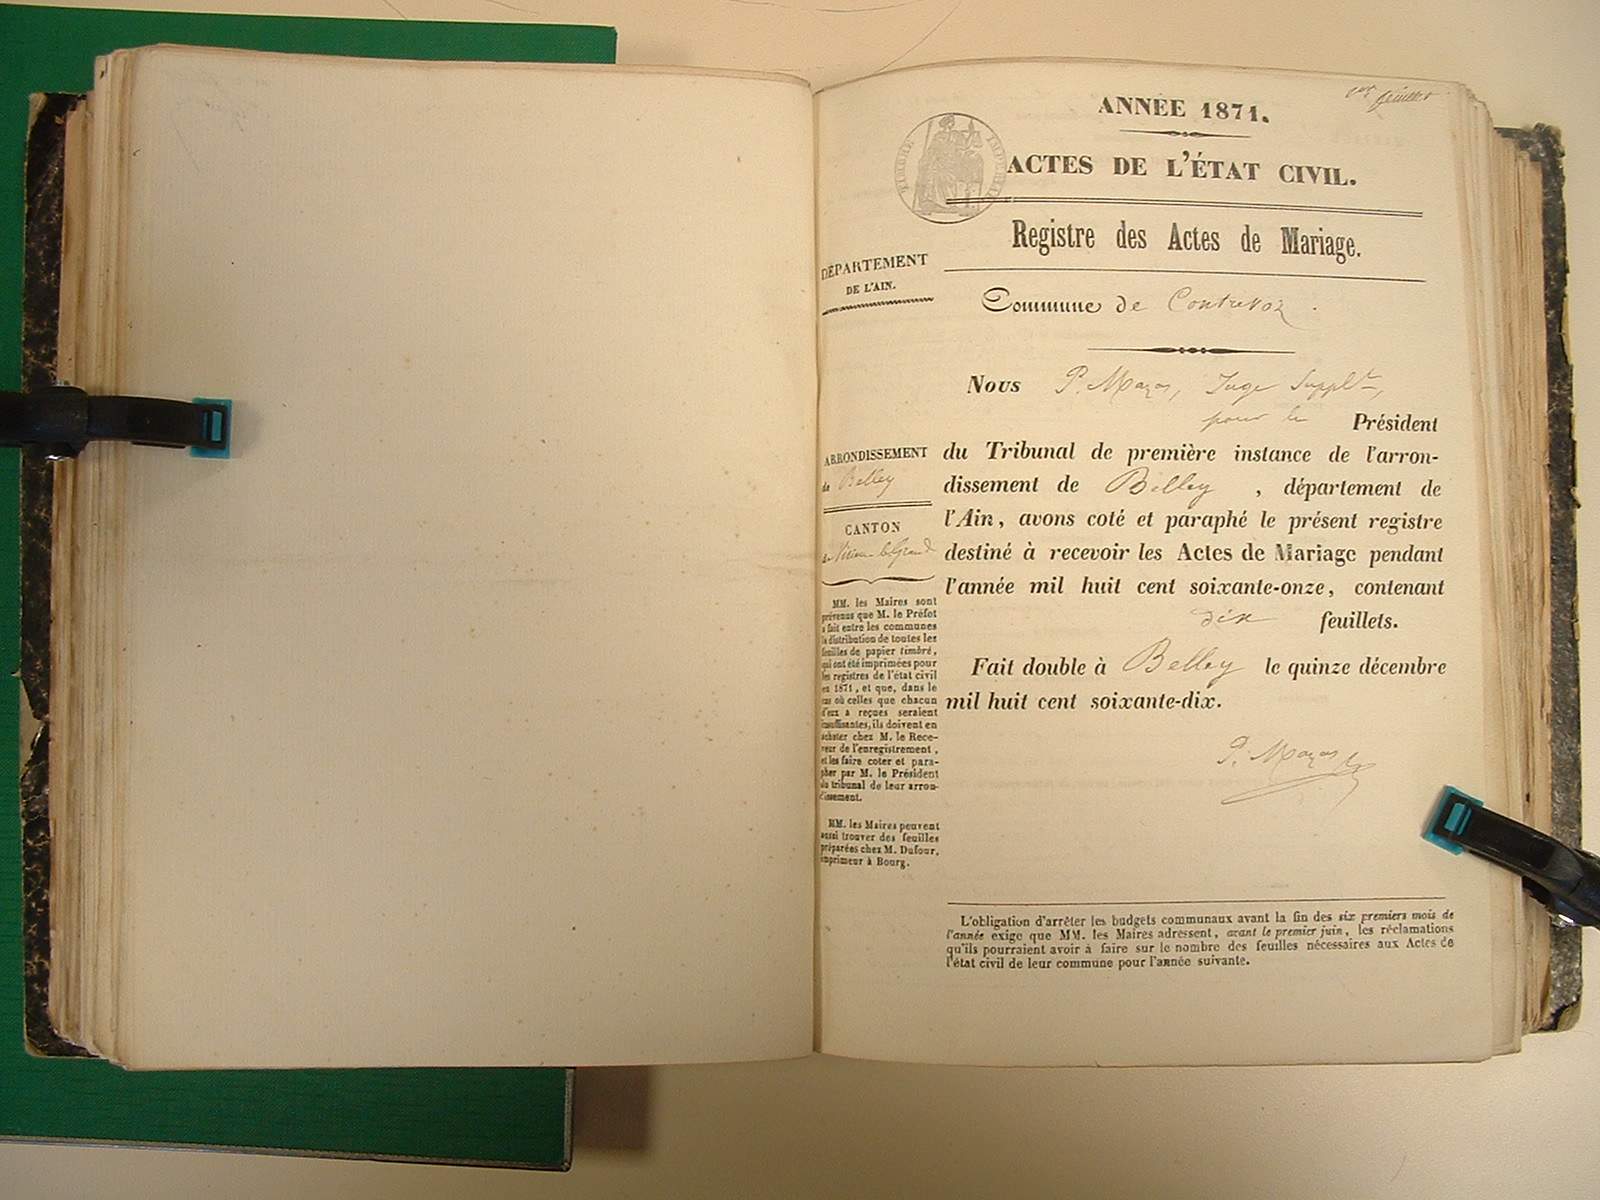 1er feuillet
ANNÉE 1871.
TIMBRE IMPERIAL
ACTES DE L'ÉTAT CIVIL.
Registre des Actes de Mariage.
DÉPARTEMENT
DE L'AIN.
Commune de Contrevoz.
Nous P. Mazas, Juge Supplt,
pour le Président
ARRONDISSEMENT
de Belley
CANTON
de Virieu-le-Grand
du Tribunal de première instance de l'arron-
dissement de Belley, département de
l'Ain, avons coté et paraphé le présent registre
destiné à recevoir les Actes de Mariage pendant
l'année mil huit cent soixante-onze, contenant
dix feuillets.
Fait double à Belley le quinze décembre
mil huit cent soixante-dix.
P. Mazas
MM. les Maires sont
prévenus que M. le Préfet
a fait entre les communes
la distribution de toutes les
feuilles de papier timbré,
qui ont été imprimées pour
les registres de l'état civil
en 1871, et que, dans le
cas où celles que chacun
d'eux a reçues seraient
insuffisantes, ils doivent en
acheter chez M. le Rece-
veur de l'enregistrement,
et les faire coter et para-
pher par M. le Président
du tribunal de leur arron-
dissement.
MM. les Maires peuvent
aussi trouver des feuilles
préparées chez M. Dufour,
imprimeur à Bourg.
L'obligation d'arrêter les budgets communaux avant la fin des six premiers mois de
l'année exige que MM. les Maires adressent, avant le premier juin, les réclamations
qu'ils pourraient avoir à faire sur le nombre des feuilles nécessaires aux Actes de
l'état civil de leur commune pour l'année suivante.